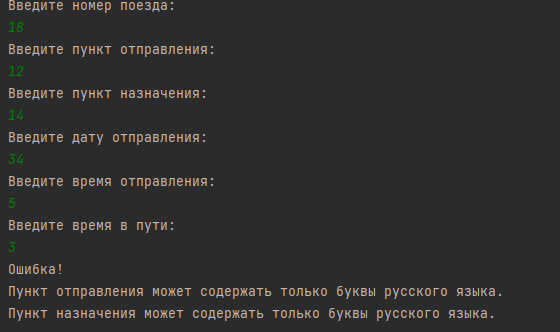 Введите номер поезда:
18
Введите пункт отправления:
12
Введите пункт назначения:
14
Введите дату отправления:
34
Введите время отправления:
5
Введите время в пути:
3
Ошибка!
Пункт отправления может содержать только буквы русского языка.
Пункт назначения может содержать только буквы русского языка.